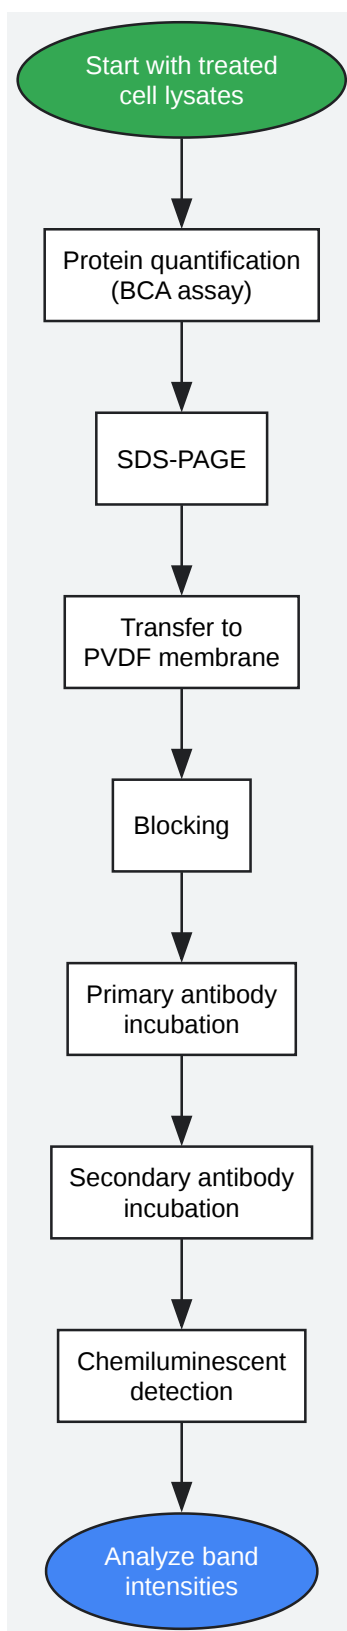 Start with treated
cell lysates
Protein quantification
(BCA assay)
SDS-PAGE
Transfer to
PVDF membrane
Blocking
Primary antibody
incubation
Secondary antibody
incubation
Chemiluminescent
detection
Analyze band
intensities